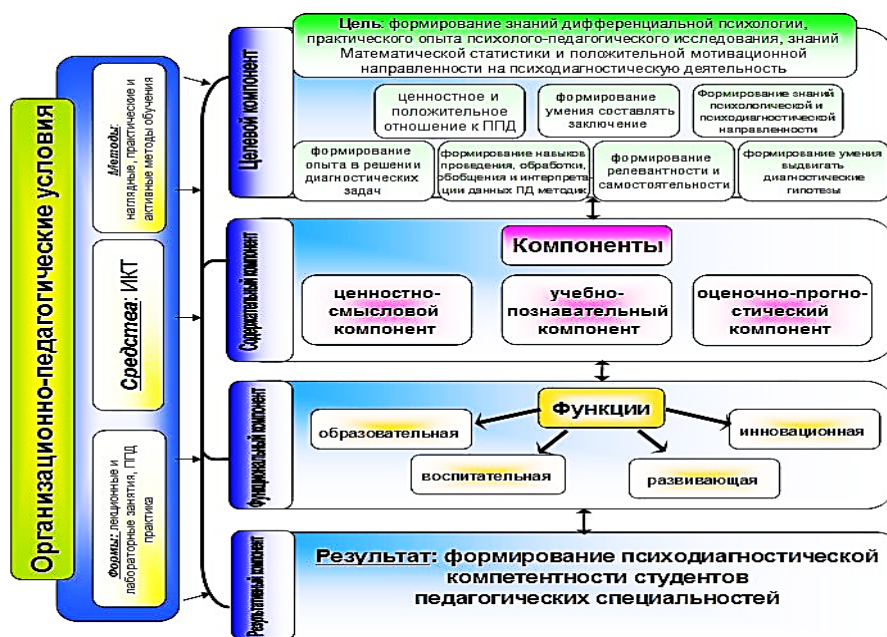 Организационно-педагогические условия
Методы:
наглядные, практические и
активные методы обучения
Средства: ИКТ
Формы: лекционные и
лабораторные занятия, ППД
практика
Целевой компонент
Цель: формирование знаний дифференциальной психологии,
практического опыта психолого-педагогического исследования, знаний
Математической статистики и положительной мотивационной
направленности на психодиагностическую деятельность
ценностное и
положительное
отношение к ППД
формирование
умения составлять
заключение
Формирование знаний
психологической и
психодиагностической
направленности
формирование
опыта в решении
диагностических
задач
формирование навыков
проведения, обработки,
обобщения и интерпрета-
ции данных ПД методик
формирование
релевантности и
самостоятельности
формирование умения
выдвигать
диагностические
гипотезы
Содержательный компонент
Компоненты
ценностно-
смысловой
компонент
учебно-
познавательный
компонент
оценочно-прогно-
стический
компонент
Функциональный компонент
Функции
образовательная
воспитательная
развивающая
инновационная
Результативный компонент
Результат: формирование психодиагностической
компетентности студентов
педагогических специальностей